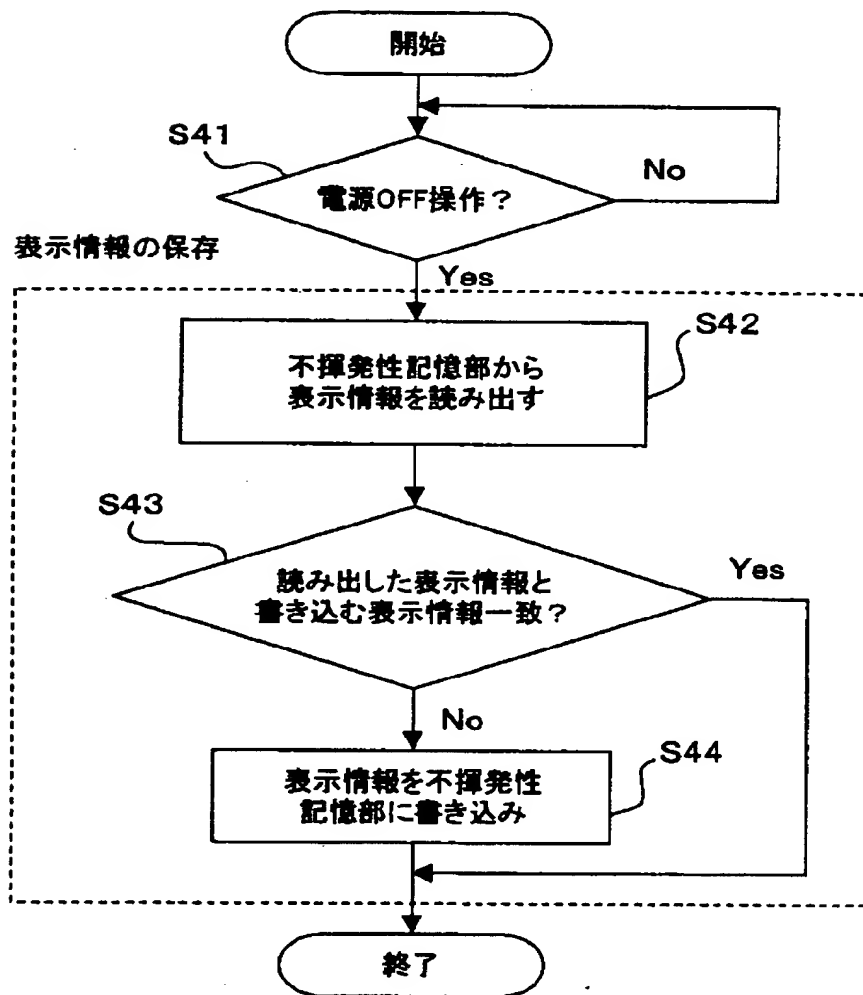 開始
S41
電源OFF操作?
No
表示情報の保存
Yes
S42
不揮発性記憶部から
表示情報を読み出す
S43
読み出した表示情報と
書き込む表示情報一致?
Yes
No
S44
表示情報を不揮発性
記憶部に書き込み
終了